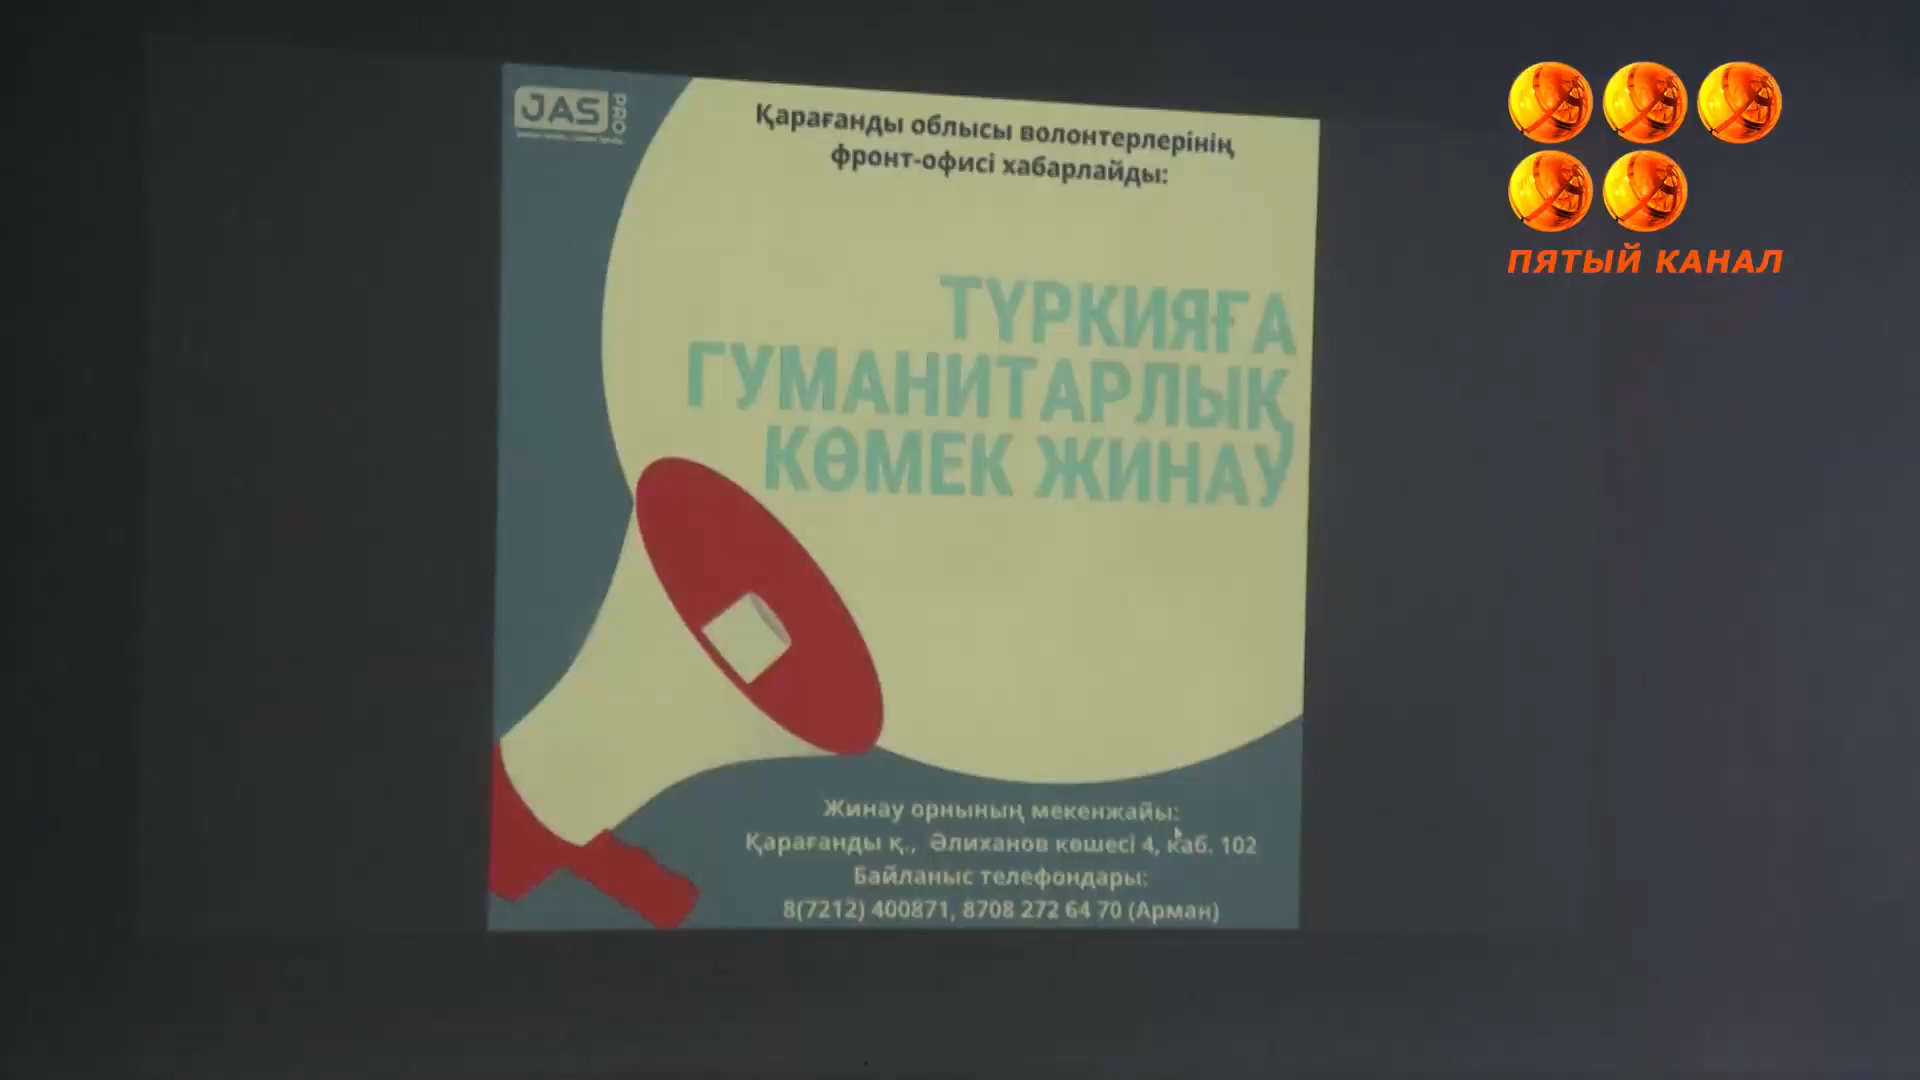 JAS
PRO
Қарағанды облысы волонтерлерінің
фронт-офисі хабарлайды:
ТҮРКИЯҒА
ГУМАНИТАРЛЫҚ
КӨМЕК ЖИНАУ
Жинау орнының мекенжайы:
Қарағанды қ., Әлиханов көшесі 4, каб. 102
Байланыс телефондары:
8(7212) 400871, 8708 272 64 70 (Арман)
ПЯТЫЙ КАНАЛ